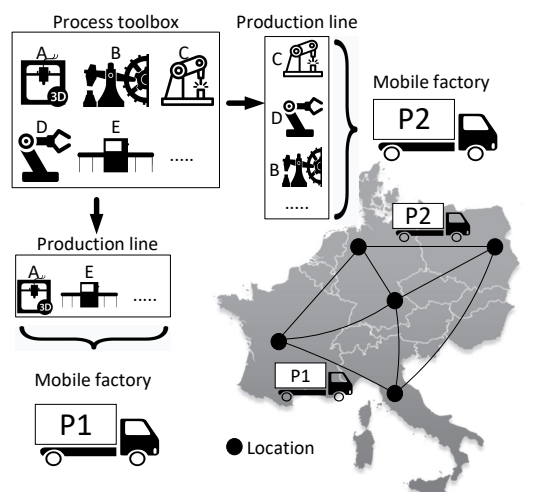 Process toolbox
A
B
C
3D
D
E
.....
Production line
C
D
B
.....
Mobile factory
P2
Production line
A
E
3D
.....
Mobile factory
P1
P2
P1
Location